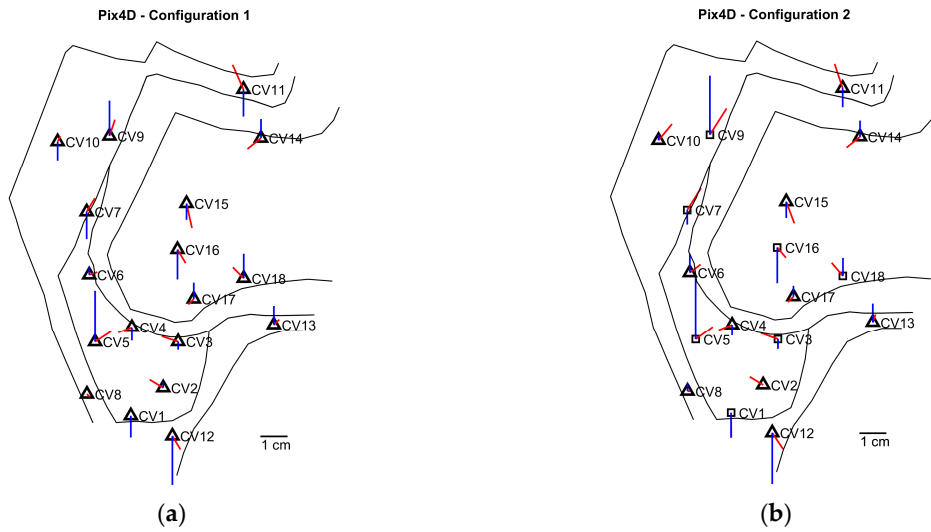 Pix4D - Configuration 1
CV11
CV9
CV10
CV14
CV7
CV15
CV16
CV6
CV18
CV17
CV4
CV13
CV5
CV3
CV8
CV2
CV1
CV12
1 cm
(a)
Pix4D - Configuration 2
CV11
CV9
CV10
CV14
CV7
CV15
CV16
CV6
CV18
CV17
CV4
CV13
CV5
CV3
CV8
CV2
CV1
CV12
1 cm
(b)